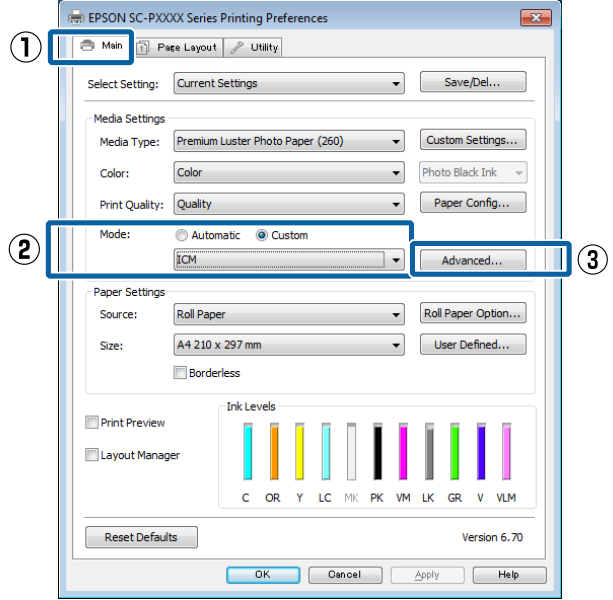 EPSON SC-PXXXX Series Printing Preferences
①
Main
Page Layout
Utility
Select Setting: Current Settings Save/Del...
Media Settings
Media Type: Premium Luster Photo Paper (260) Custom Settings...
Color: Color Photo Black Ink
Print Quality: Quality Paper Config...
②
Mode: Automatic Custom
ICM Advanced...
③
Paper Settings
Source: Roll Paper Roll Paper Option...
Size: A4 210 x 297 mm User Defined...
Borderless
Print Preview
Layout Manager
Ink Levels
C OR Y LC MK PK VM LK GR V VLM
Reset Defaults Version 6.70
OK Cancel Apply Help